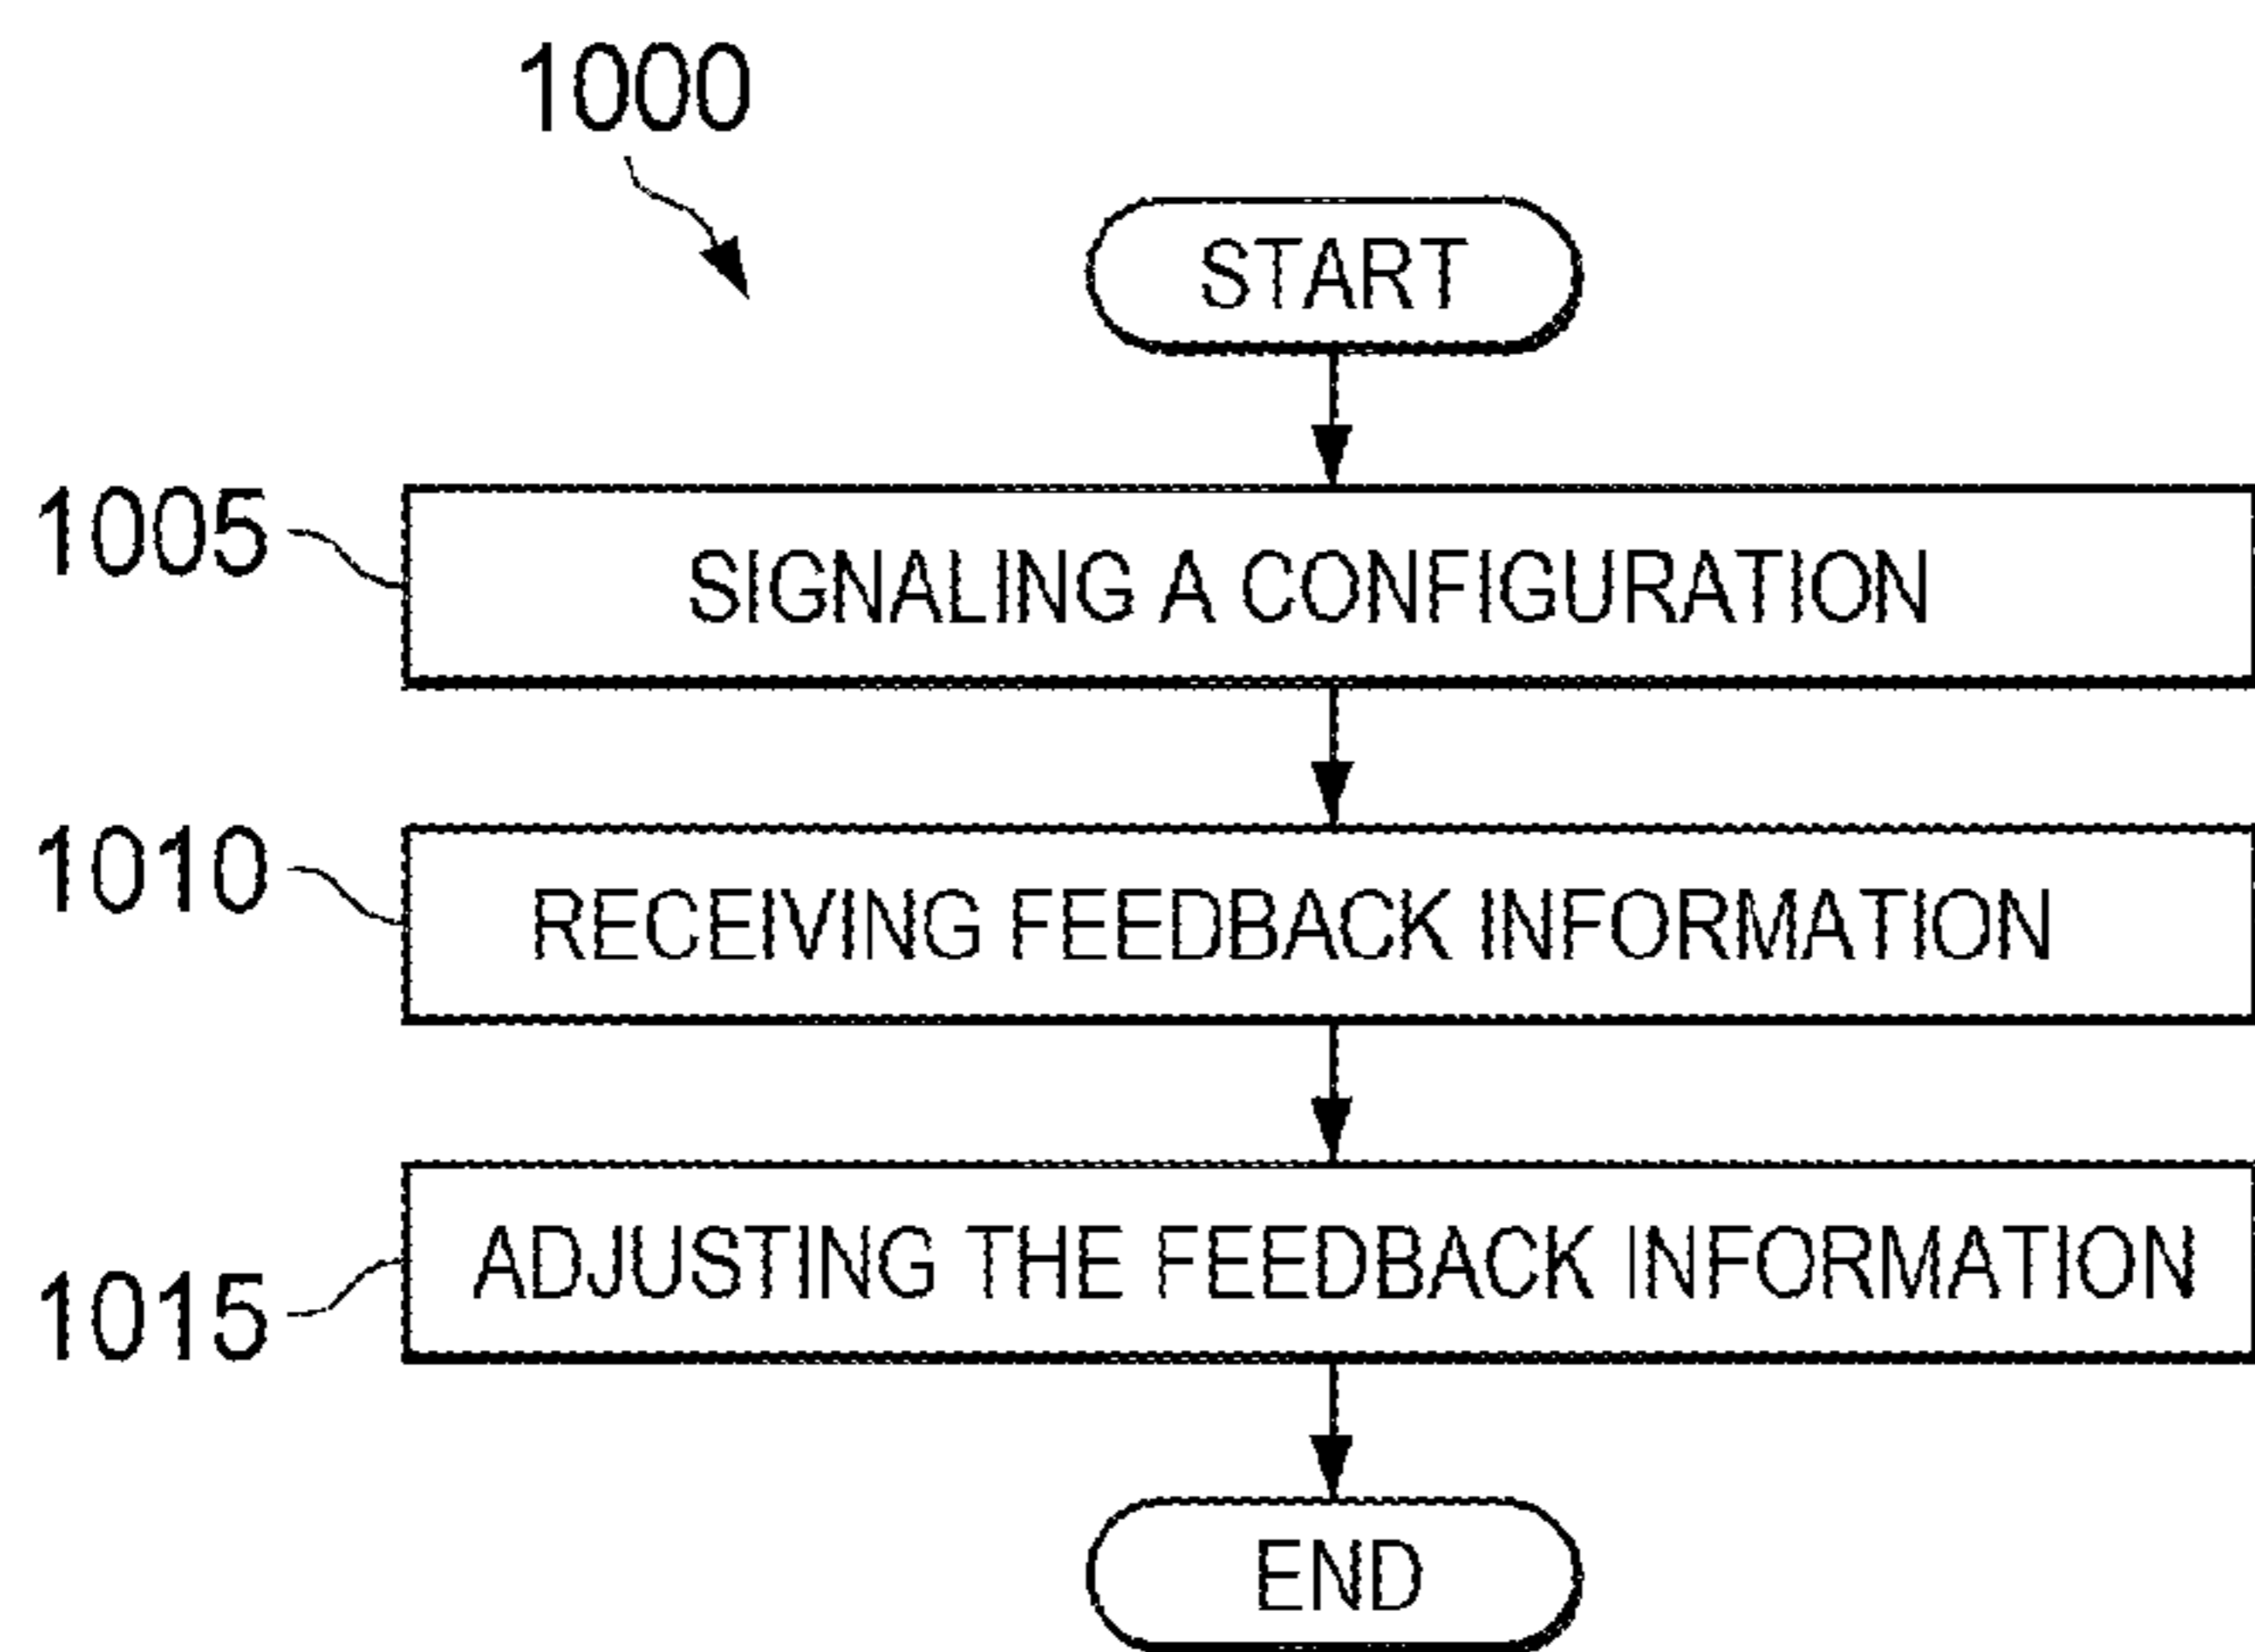 1000
START
1005
SIGNALING A CONFIGURATION
1010
RECEIVING FEEDBACK INFORMATION
ADJUSTING THE FEEDBACK INFORMATION
1015
END